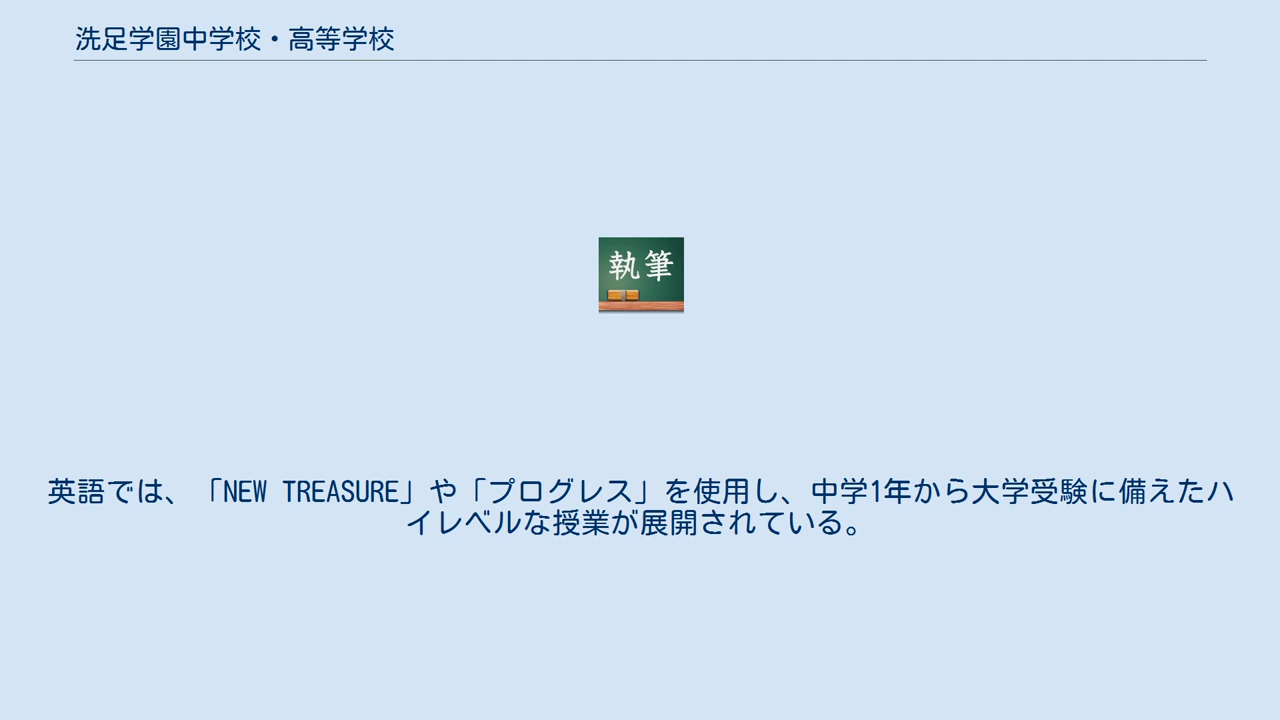 洗足学園中学校・高等学校
執筆
英語では、「NEW TREASURE」や「プログレス」を使用し、中学1年から大学受験に備えたハ
イレベルな授業が展開されている。